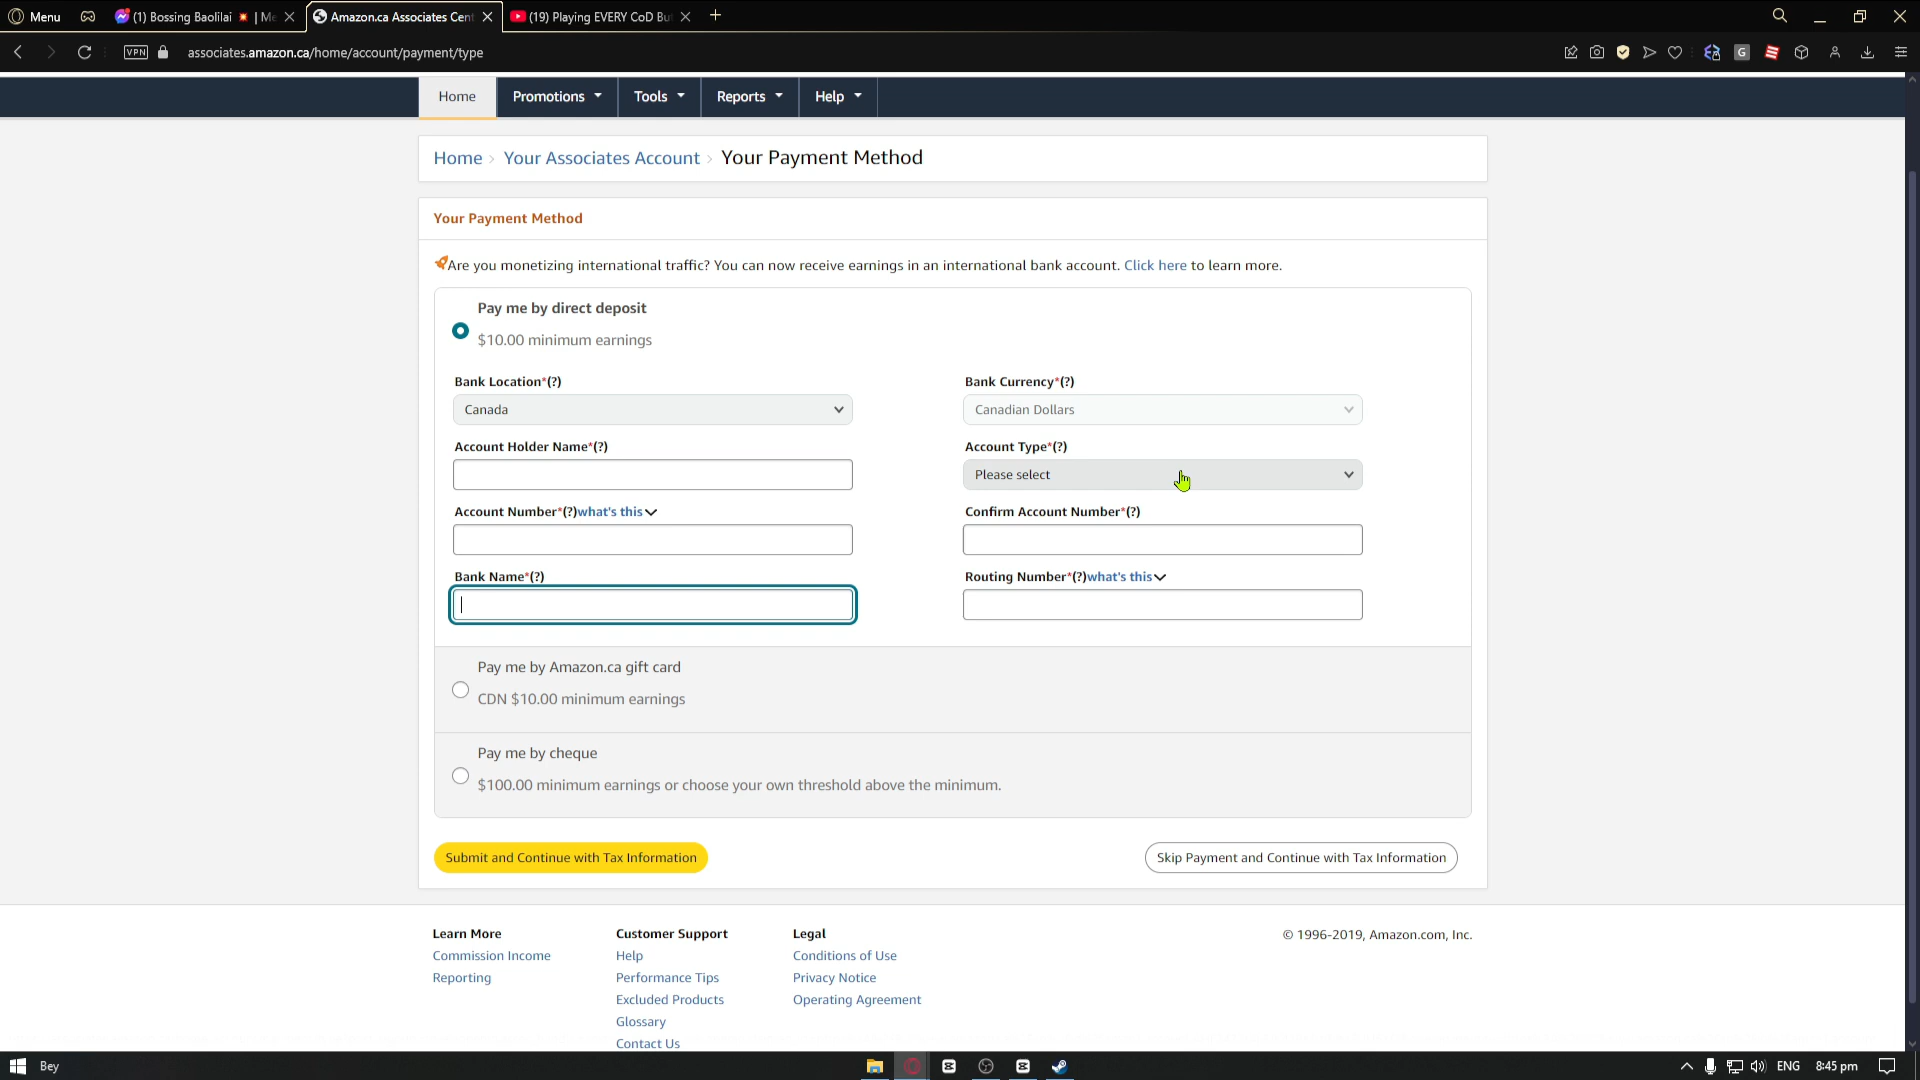 Menu
(1) Bossing Baolilai 💥 | Me
Amazon.ca Associates Cent
(19) Playing EVERY CoD Bu
VPN
associates.amazon.ca/home/account/payment/type
Home
Promotions
Tools
Reports
Help
Home › Your Associates Account › Your Payment Method
Your Payment Method
Are you monetizing international traffic? You can now receive earnings in an international bank account. Click here to learn more.
Pay me by direct deposit
$10.00 minimum earnings
Bank Location*(?)
Bank Currency*(?)
Canada
Canadian Dollars
Account Holder Name*(?)
Account Type*(?)
Please select
Account Number*(?)what's this
Confirm Account Number*(?)
Bank Name*(?)
Routing Number*(?)what's this
Pay me by Amazon.ca gift card
CDN $10.00 minimum earnings
Pay me by cheque
$100.00 minimum earnings or choose your own threshold above the minimum.
Submit and Continue with Tax Information
Skip Payment and Continue with Tax Information
Learn More
Commission Income
Reporting
Customer Support
Help
Performance Tips
Excluded Products
Glossary
Contact Us
Legal
Conditions of Use
Privacy Notice
Operating Agreement
© 1996-2019, Amazon.com, Inc.
Bey
ENG
8:45 pm